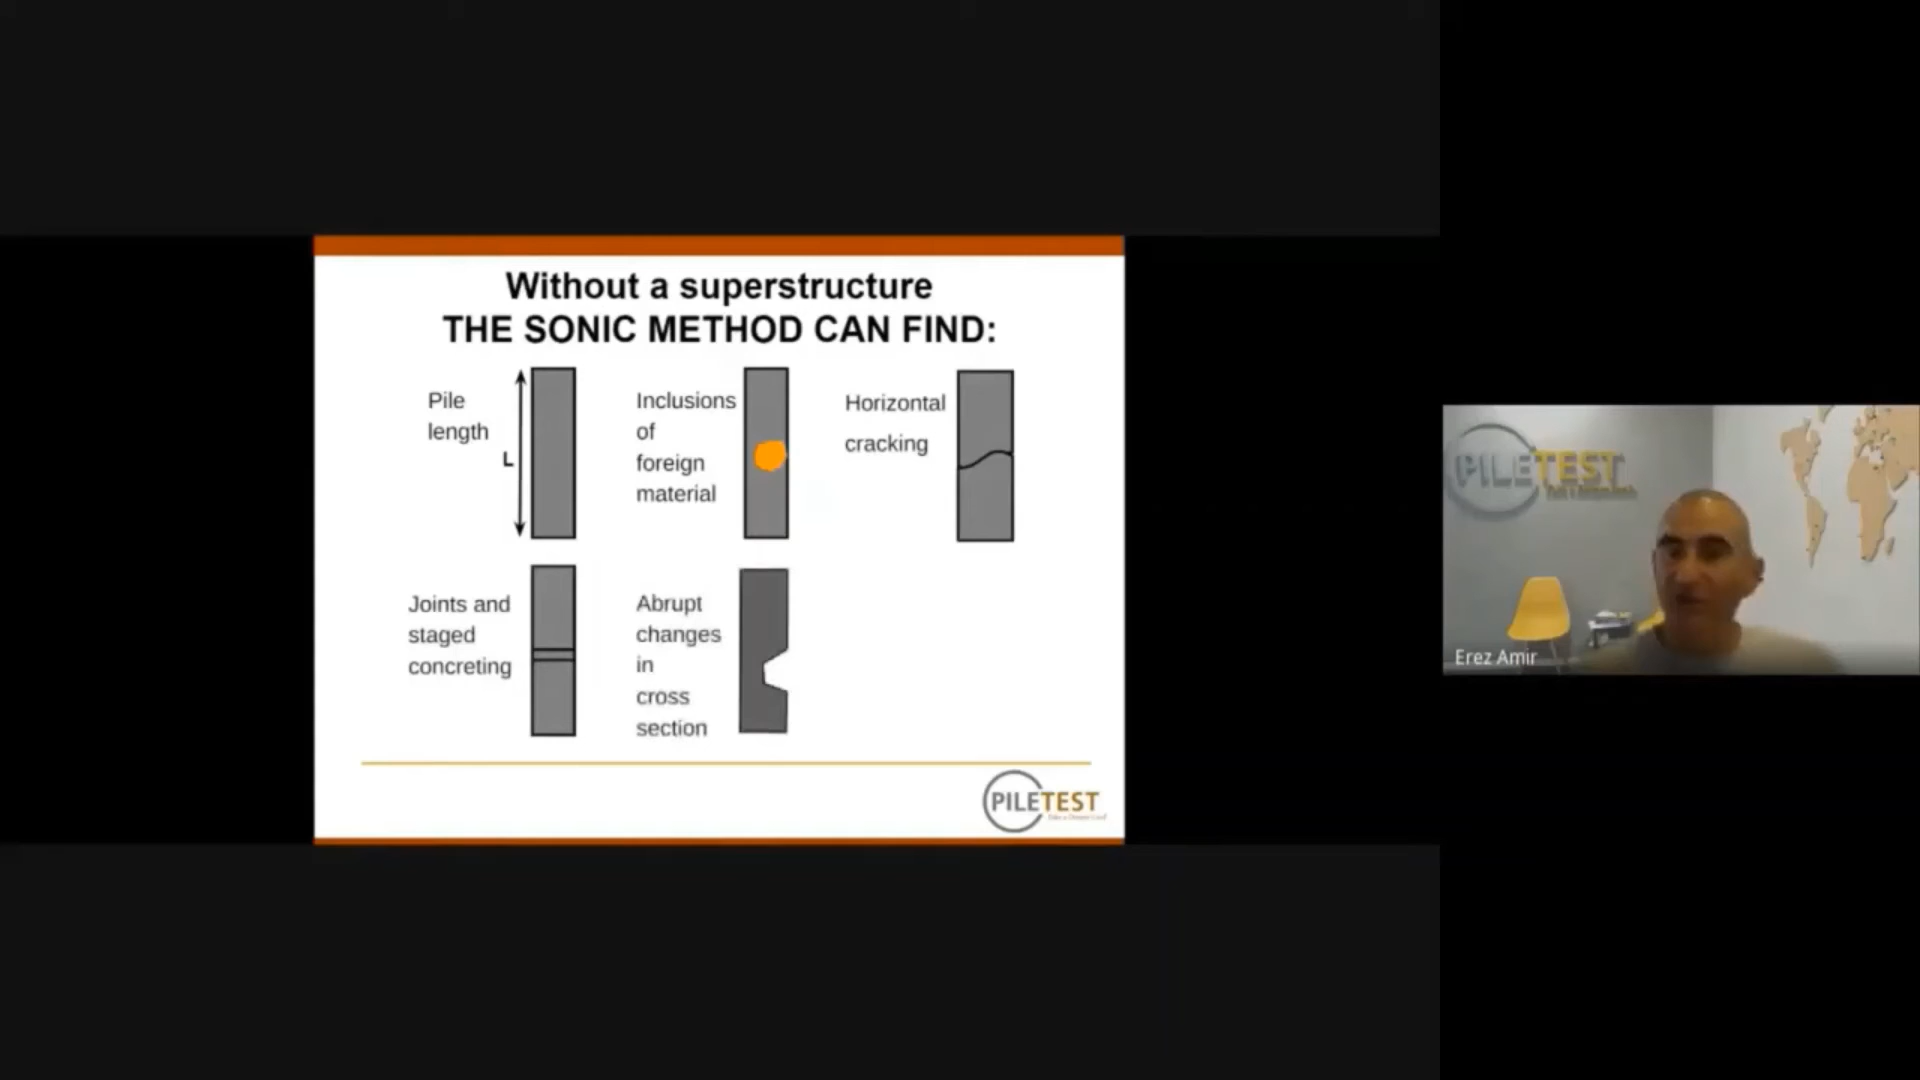 Without a superstructure
THE SONIC METHOD CAN FIND:
Pile
length
L
Inclusions
of
foreign
material
Horizontal
cracking
Joints and
staged
concreting
Abrupt
changes
in
cross
section
PILETEST
PILETEST
Erez Amir